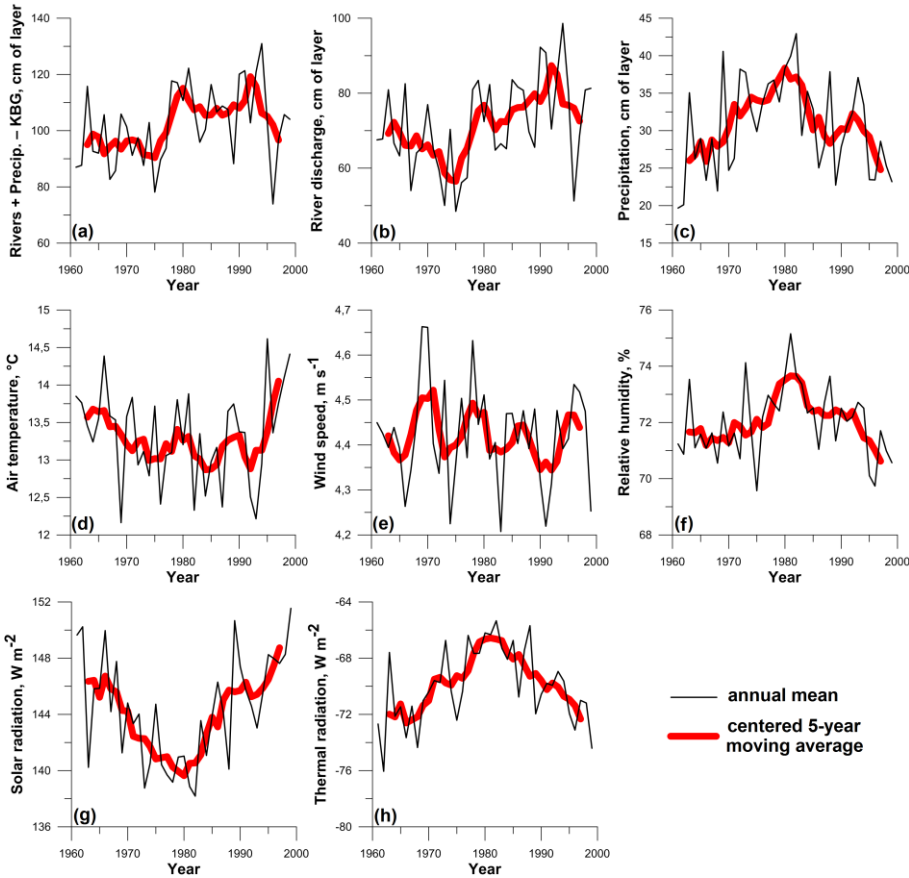 Rivers + Precip. – KBG, cm of layer
140
120
100
80
60
(a)
1960 1970 1980 1990 2000
Year
River discharge, cm of layer
100
80
60
40
(b)
1960 1970 1980 1990 2000
Year
Precipitation, cm of layer
45
40
35
30
25
20
15
(c)
1960 1970 1980 1990 2000
Year
Air temperature, °C
15
14,5
14
13,5
13
12,5
12
(d)
1960 1970 1980 1990 2000
Year
Wind speed, m s⁻¹
4,7
4,6
4,5
4,4
4,3
4,2
(e)
1960 1970 1980 1990 2000
Year
Relative humidity, %
76
74
72
70
68
(f)
1960 1970 1980 1990 2000
Year
Solar radiation, W m⁻²
152
148
144
140
136
(g)
1960 1970 1980 1990 2000
Year
Thermal radiation, W m⁻²
-64
-68
-72
-76
-80
(h)
1960 1970 1980 1990 2000
Year
annual mean
centered 5-year
moving average